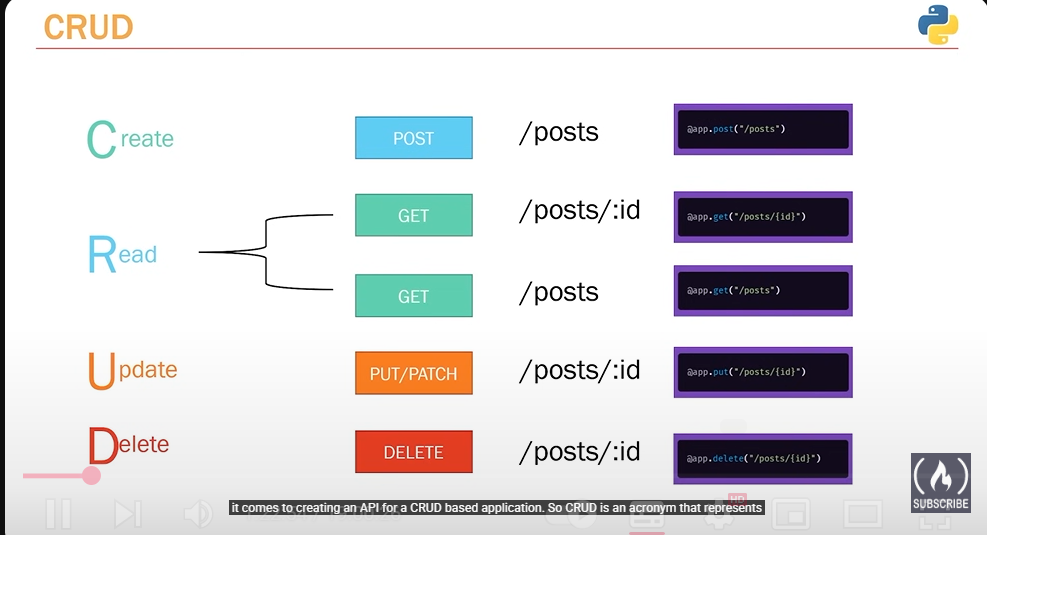 CRUD
Create
POST
/posts
@app.post("/posts")
Read
GET
/posts/:id
@app.get("/posts/{id}")
GET
/posts
@app.get("/posts")
Update
PUT/PATCH
/posts/:id
@app.put("/posts/{id}")
Delete
DELETE
/posts/:id
@app.delete("/posts/{id}")
HD
SUBSCRIBE
it comes to creating an API for a CRUD based application. So CRUD is an acronym that represents